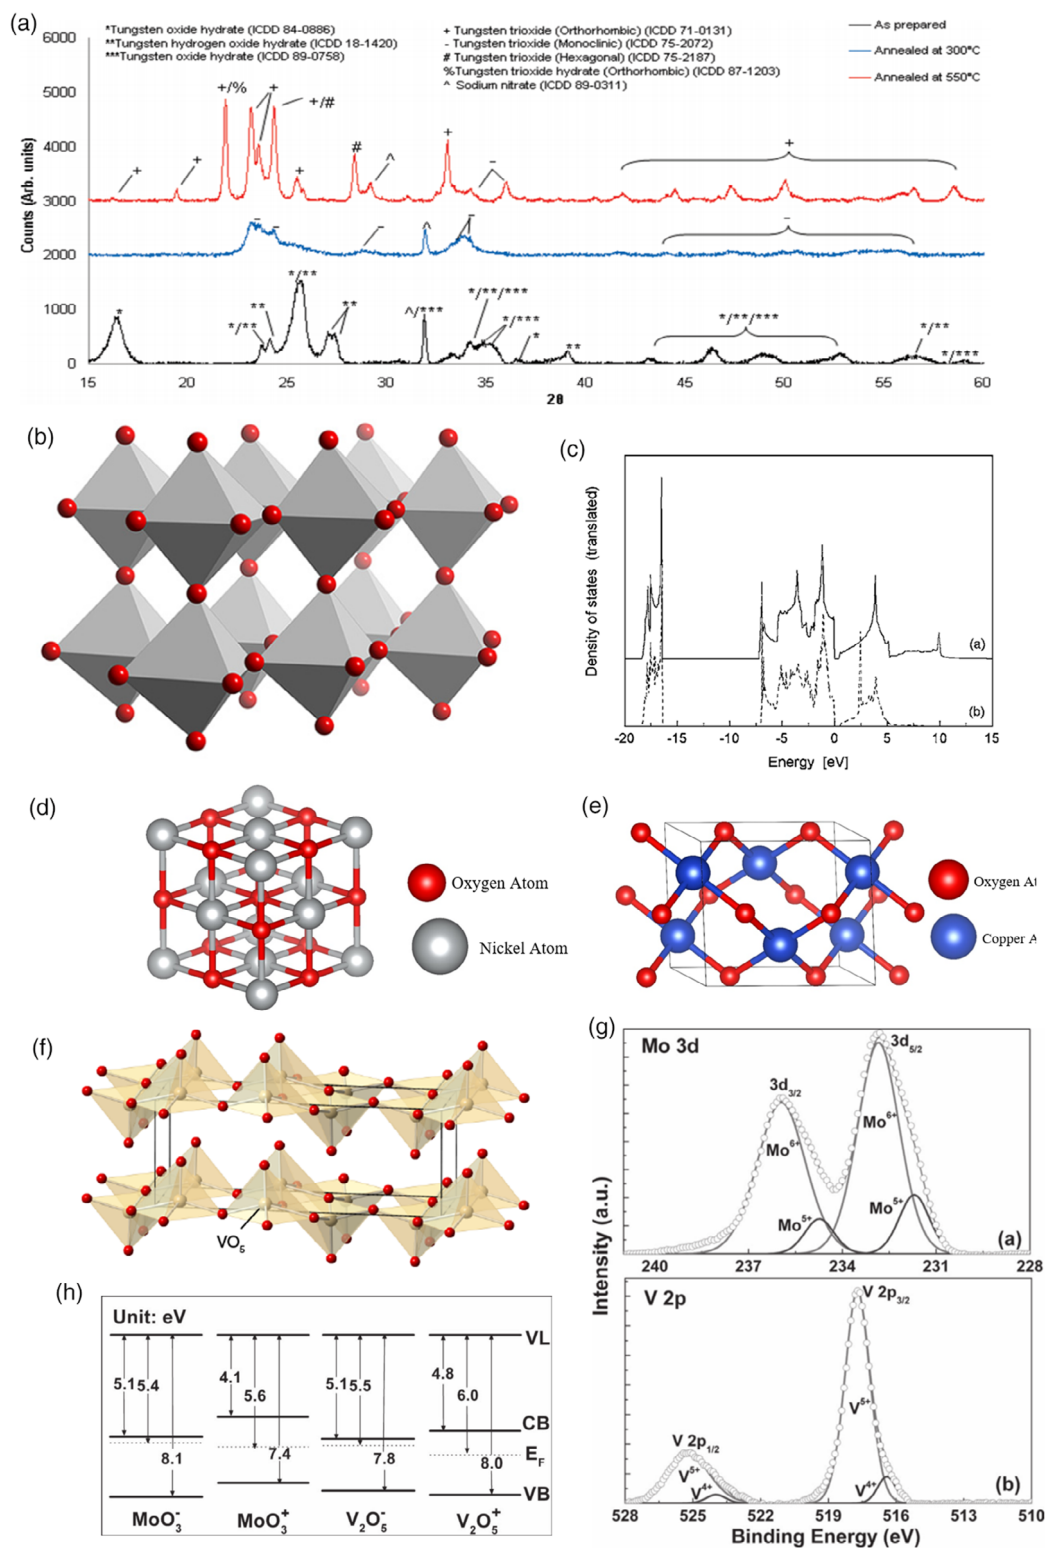 (a)
*Tungsten oxide hydrate (ICDD 84-0886)
**Tungsten hydrogen oxide hydrate (ICDD 18-1420)
***Tungsten oxide hydrate (ICDD 89-0758)
+ Tungsten trioxide (Orthorhombic) (ICDD 71-0131)
- Tungsten trioxide (Monoclinic) (ICDD 75-2072)
# Tungsten trioxide (Hexagonal) (ICDD 75-2187)
%Tungsten trioxide hydrate (Orthorhombic) (ICDD 87-1203)
^ Sodium nitrate (ICDD 89-0311)
As prepared
Annealed at 300°C
Annealed at 550°C
Counts (Arb. units)
6000
5000
4000
3000
2000
1000
0
+/% + +/#
+ + + # ^ + - +
- - - ^ - -
* */** ** */** ** ^/*** */**/*** */*** * ** */**/*** */** */***
15 20 25 30 35 40 45 50 55 60
2θ
(b)
(c)
Density of states (translated)
(a)
(b)
-20 -15 -10 -5 0 5 10 15
Energy [eV]
(d)
Oxygen Atom
Nickel Atom
(e)
Oxygen At
Copper A
(f)
VO5
(g)
Mo 3d
3d5/2
3d3/2
Mo6+
Mo6+
Mo5+
Mo5+
(a)
240 237 234 231 228
Intensity (a.u.)
V 2p
V 2p3/2
V5+
V 2p1/2
V5+
V4+
V4+
(b)
528 525 522 519 516 513 510
Binding Energy (eV)
(h)
Unit: eV
VL
5.1 5.4 4.1 5.6 5.1 5.5 4.8 6.0
CB
EF
8.1 7.4 7.8 8.0
VB
MoO3- MoO3+ V2O5- V2O5+